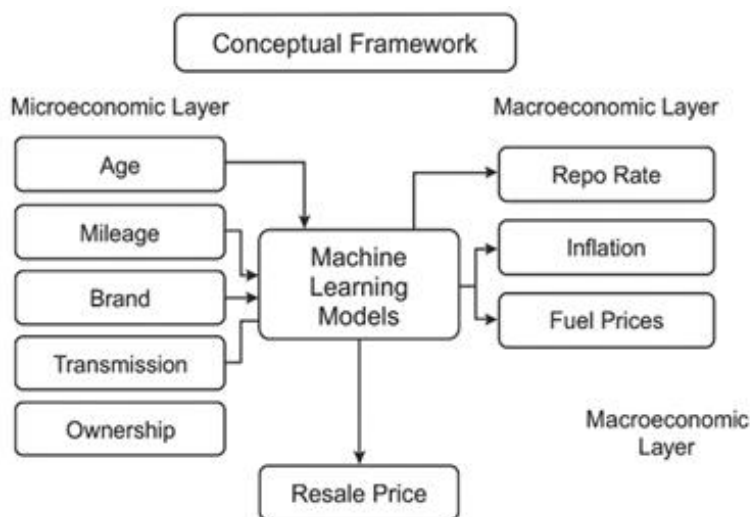 Conceptual Framework
Microeconomic Layer
Macroeconomic Layer
Age
Repo Rate
Mileage
Machine
Learning
Models
Inflation
Brand
Fuel Prices
Transmission
Ownership
Macroeconomic
Layer
Resale Price